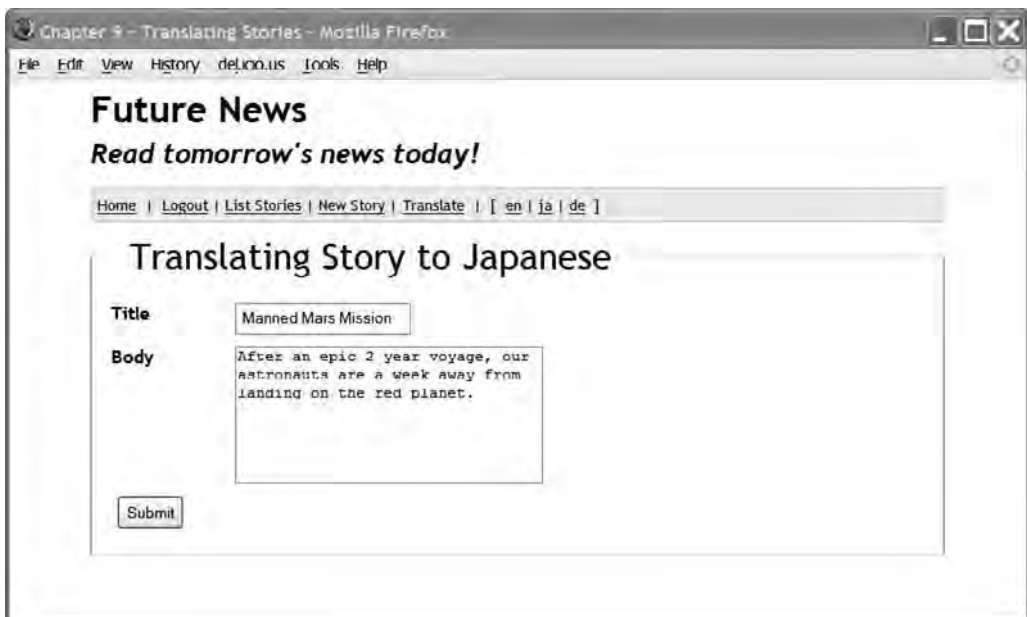 Chapter 9 - Translating Stories - Mozilla Firefox
File Edit View History del.icio.us Tools Help
Future News
Read tomorrow's news today!
Home | Logout | List Stories | New Story | Translate | [ en | ja | de ]
Translating Story to Japanese
Title
Manned Mars Mission
Body
After an epic 2 year voyage, our
astronauts are a week away from
landing on the red planet.
Submit